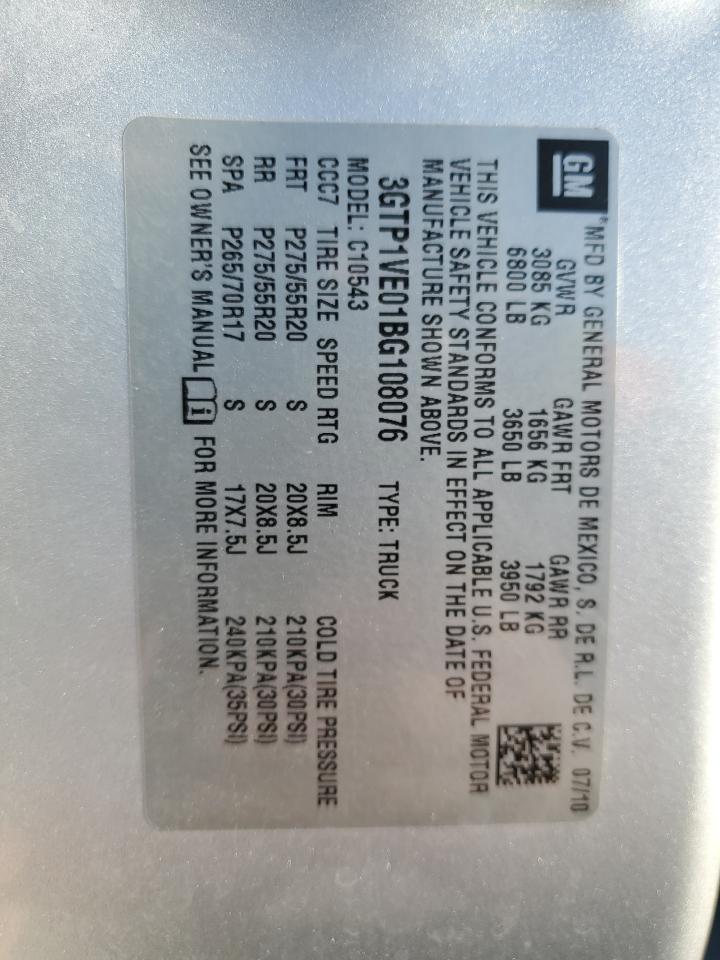 GM
*MFD BY GENERAL MOTORS DE MEXICO, S. DE R.L. DE C.V. 07/10
GVWR GAWR FRT GAWR RR
3085 KG 1656 KG 1792 KG
6800 LB 3650 LB 3950 LB
THIS VEHICLE CONFORMS TO ALL APPLICABLE U.S. FEDERAL MOTOR
VEHICLE SAFETY STANDARDS IN EFFECT ON THE DATE OF
MANUFACTURE SHOWN ABOVE.
3GTP1VE01BG108076 TYPE: TRUCK
MODEL: C10543
CCC7 TIRE SIZE SPEED RTG RIM COLD TIRE PRESSURE
FRT P275/55R20 S 20X8.5J 210KPA(30PSI)
RR P275/55R20 S 20X8.5J 210KPA(30PSI)
SPA P265/70R17 S 17X7.5J 240KPA(35PSI)
SEE OWNER'S MANUAL i FOR MORE INFORMATION.